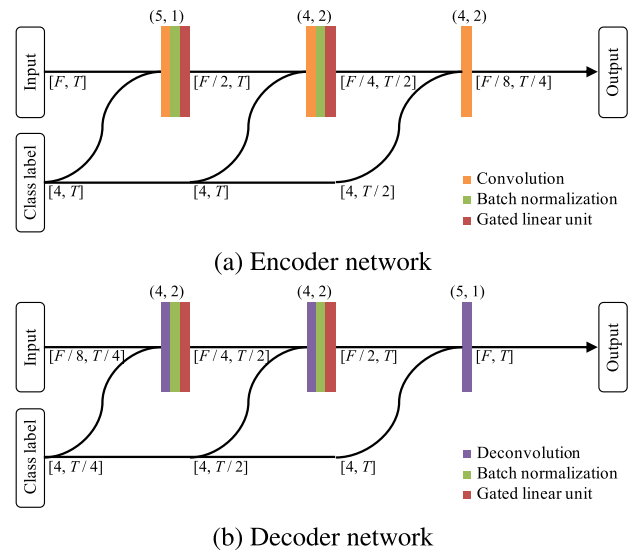 (5, 1)
(4, 2)
(4, 2)
Input
[F, T]
[F / 2, T]
[F / 4, T / 2]
[F / 8, T / 4]
Output
Class label
[4, T]
[4, T]
[4, T / 2]
Convolution
Batch normalization
Gated linear unit
(a) Encoder network
(4, 2)
(4, 2)
(5, 1)
Input
[F / 8, T / 4]
[F / 4, T / 2]
[F / 2, T]
[F, T]
Output
Class label
[4, T / 4]
[4, T / 2]
[4, T]
Deconvolution
Batch normalization
Gated linear unit
(b) Decoder network